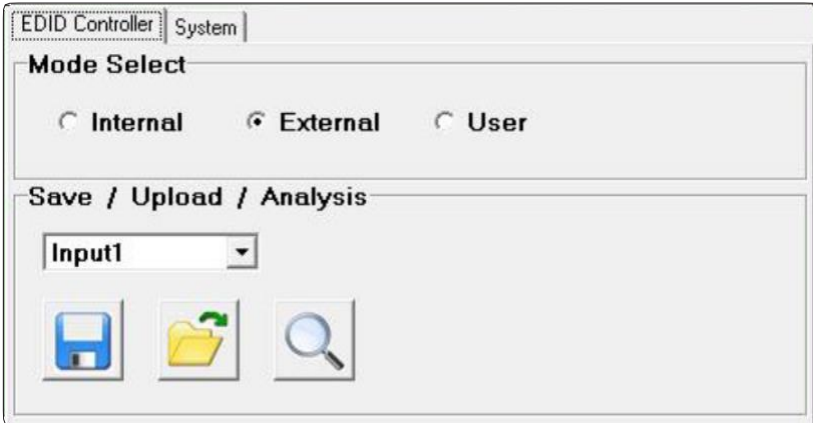 EDID Controller System
Mode Select
Internal External User
Save / Upload / Analysis
Input1